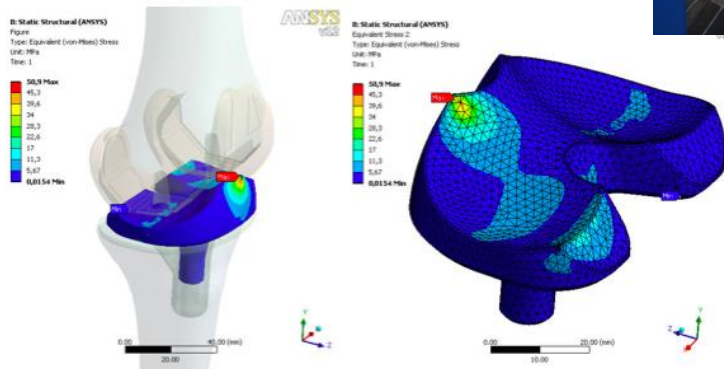 B: Static Structural (ANSYS)
Figure
Type: Equivalent (von-Mises) Stress
Unit: MPa
Time: 1
50,9 Max
45,3
39,6
34
28,3
22,6
17
11,3
5,67
0,0154 Min
ANSYS
Max
Min
0.00
40.00 (mm)
20.00
Y
Z
B: Static Structural (ANSYS)
Equivalent Stress 2
Type: Equivalent (von-Mises) Stress
Unit: MPa
Time: 1
50,9 Max
45,3
39,6
34
28,3
22,6
17
11,3
5,67
0,0154 Min
Max
Min
0.00
20.00 (mm)
10.00
Y
Z
X